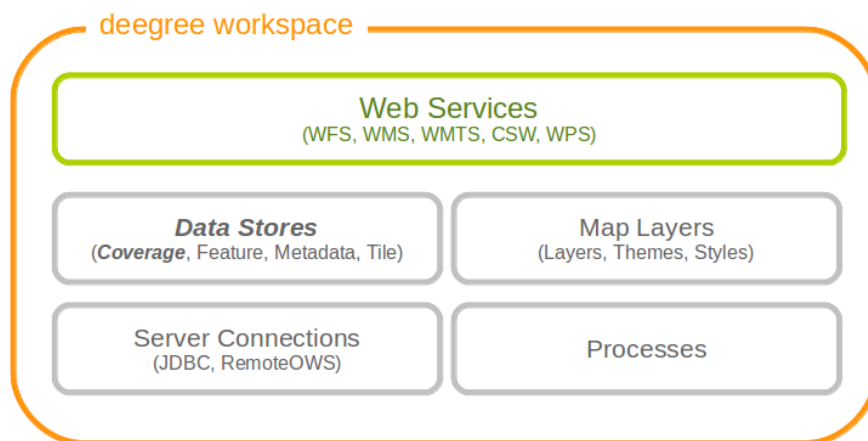 deegree workspace
Web Services
(WFS, WMS, WMTS, CSW, WPS)
Data Stores
(Coverage, Feature, Metadata, Tile)
Map Layers
(Layers, Themes, Styles)
Server Connections
(JDBC, RemoteOWS)
Processes